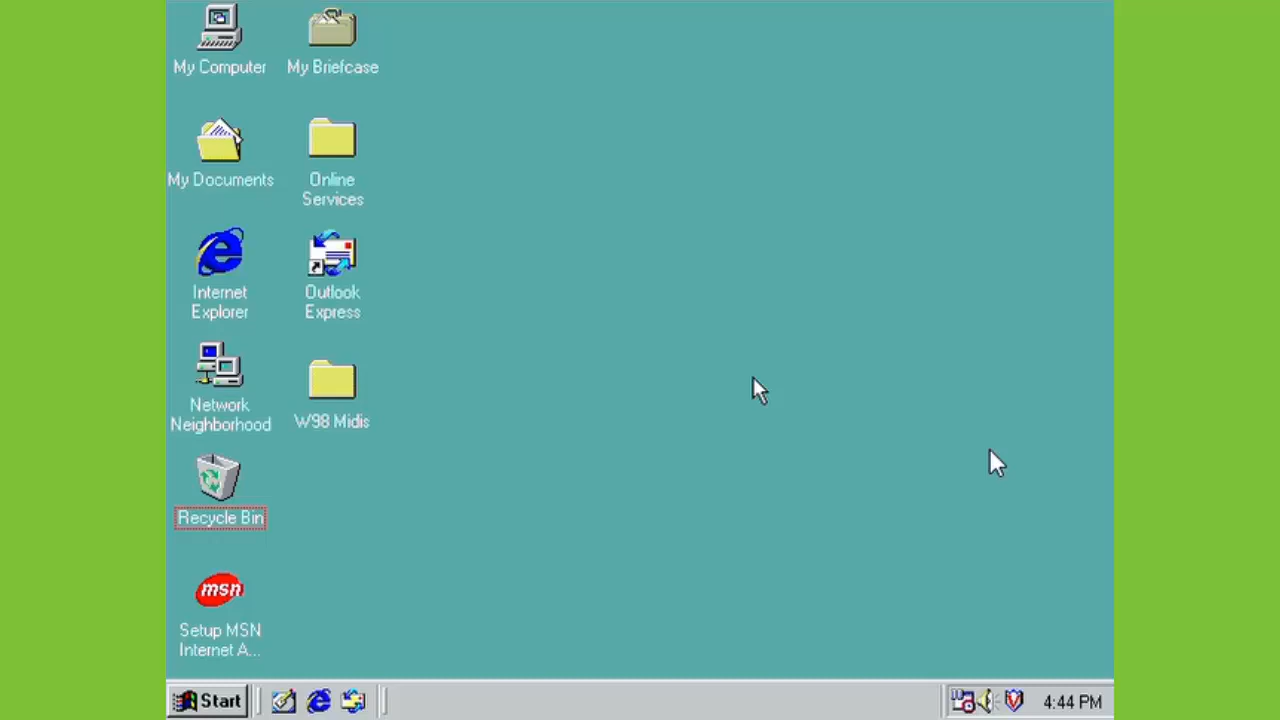 My Computer
My Briefcase
My Documents
Online
Services
Internet
Explorer
Outlook
Express
Network
Neighborhood
W98 Midis
Recycle Bin
msn
Setup MSN
Internet A...
Start
4:44 PM